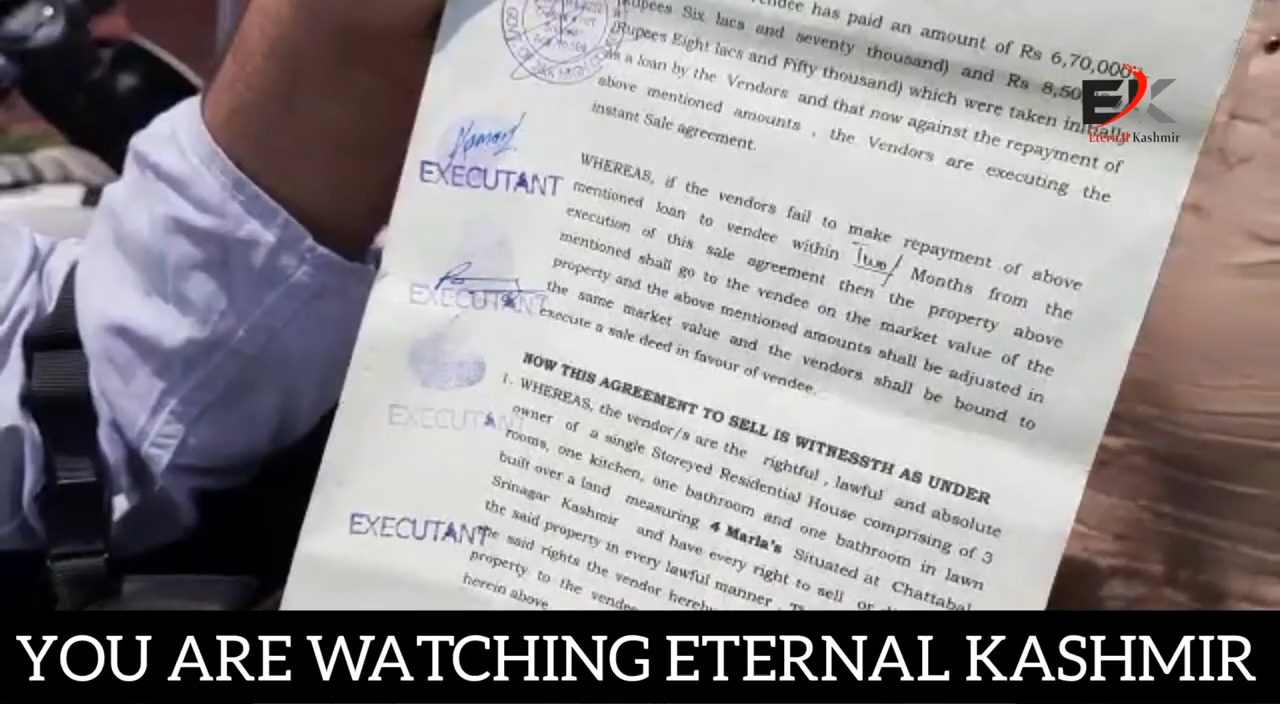 vendee has paid an amount of Rs 6,70,000/
(Rupees Six lacs and seventy thousand) and Rs 8,50
(Rupees Eight lacs and Fifty thousand) which were taken initially
as a loan by the Vendors and that now against the repayment of
above mentioned amounts , the Vendors are executing the
instant Sale agreement.
EK
Eternal Kashmir
EXECUTANT
WHEREAS, if the vendors fail to make repayment of above
mentioned loan to vendee within Two/ Months from the
execution of this sale agreement then the property above
mentioned shall go to the vendee on the market value of the
property and the above mentioned amounts shall be adjusted in
the same market value and the vendors shall be bound to
execute a sale deed in favour of vendee.
EXECUTANT
EXECUTANT
NOW THIS AGREEMENT TO SELL IS WITNESSTH AS UNDER
1. WHEREAS, the vendor/s are the rightful , lawful and absolute
owner of a single Storeyed Residential House comprising of 3
rooms, one kitchen, one bathroom and one bathroom in lawn
built over a land measuring 4 Marla's Situated at Chattabal
Srinagar Kashmir and have every right to sell or
the said property in every lawful manner .
the said rights the vendor hereby
property to the vendee
herein above
EXECUTANT
YOU ARE WATCHING ETERNAL KASHMIR